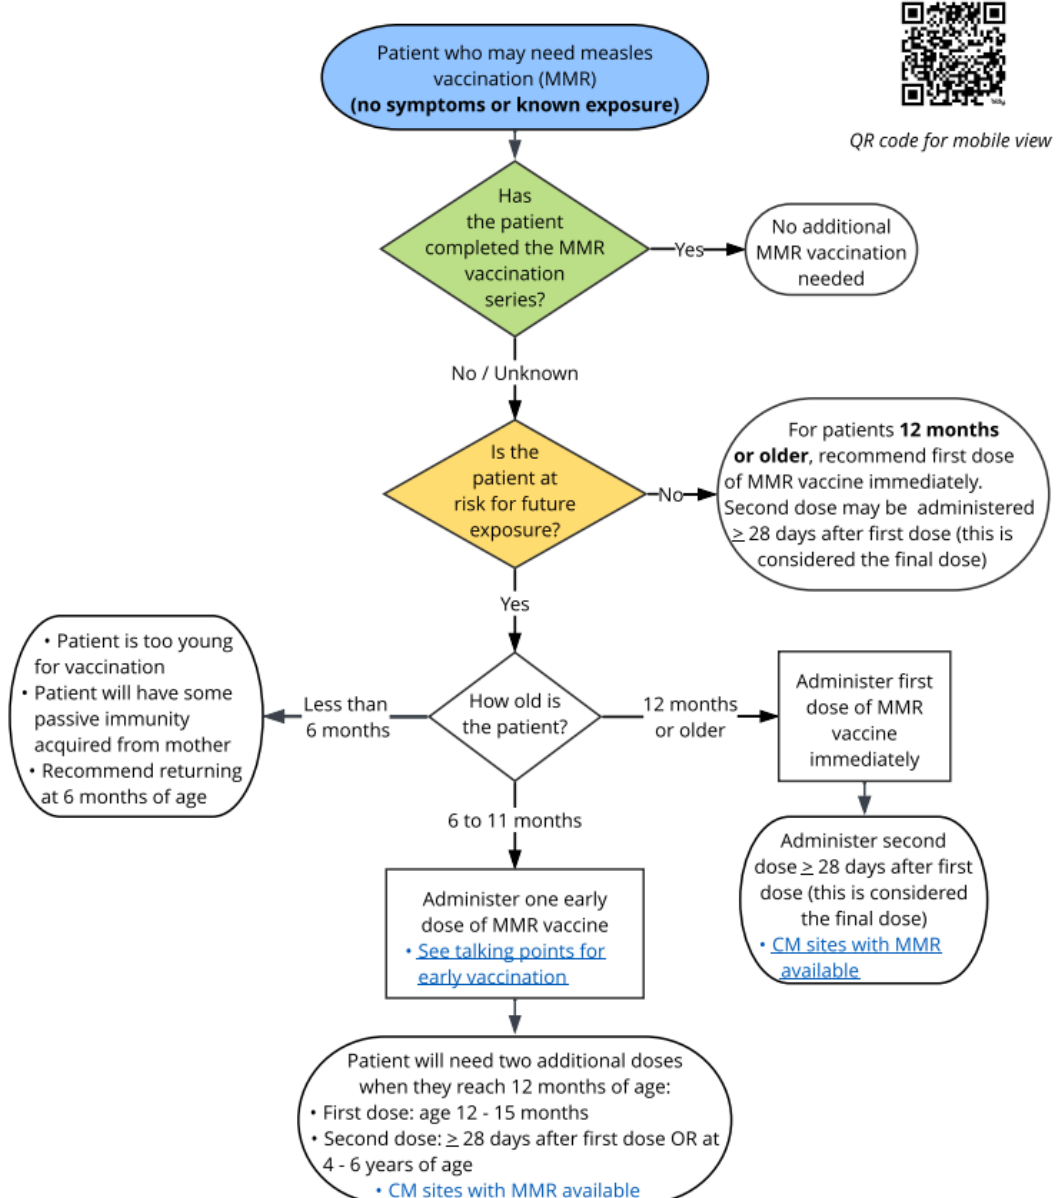 Patient who may need measles
vaccination (MMR)
(no symptoms or known exposure)
QR code for mobile view
Has
the patient
completed the MMR
vaccination
series?
Yes
No additional
MMR vaccination
needed
No / Unknown
Is the
patient at
risk for future
exposure?
No
For patients 12 months
or older, recommend first dose
of MMR vaccine immediately.
Second dose may be administered
≥ 28 days after first dose (this is
considered the final dose)
Yes
How old is
the patient?
Less than
6 months
• Patient is too young
for vaccination
• Patient will have some
passive immunity
acquired from mother
• Recommend returning
at 6 months of age
12 months
or older
Administer first
dose of MMR
vaccine
immediately
Administer second
dose ≥ 28 days after first
dose (this is considered
the final dose)
• CM sites with MMR
available
6 to 11 months
Administer one early
dose of MMR vaccine
• See talking points for
early vaccination
Patient will need two additional doses
when they reach 12 months of age:
• First dose: age 12 - 15 months
• Second dose: ≥ 28 days after first dose OR at
4 - 6 years of age
• CM sites with MMR available